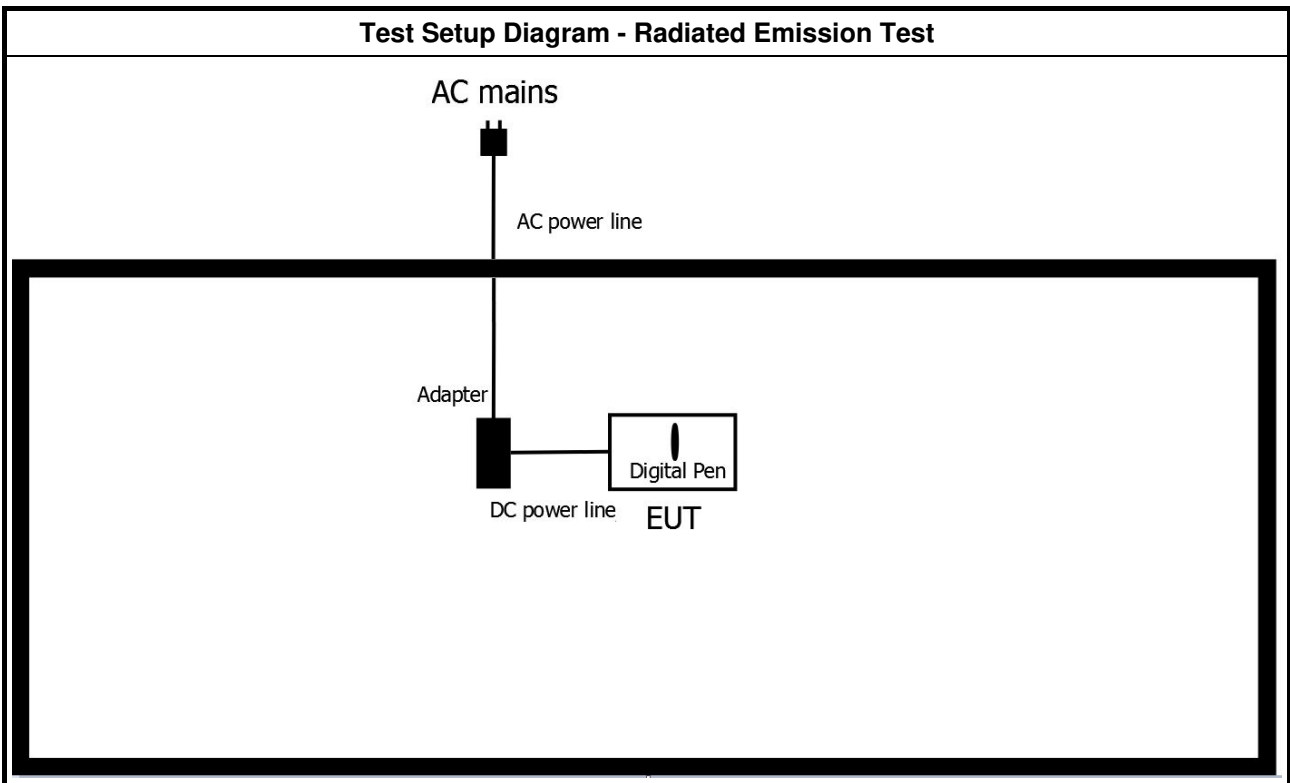 Test Setup Diagram - Radiated Emission Test
AC mains
AC power line
Adapter
Digital Pen
DC power line
EUT